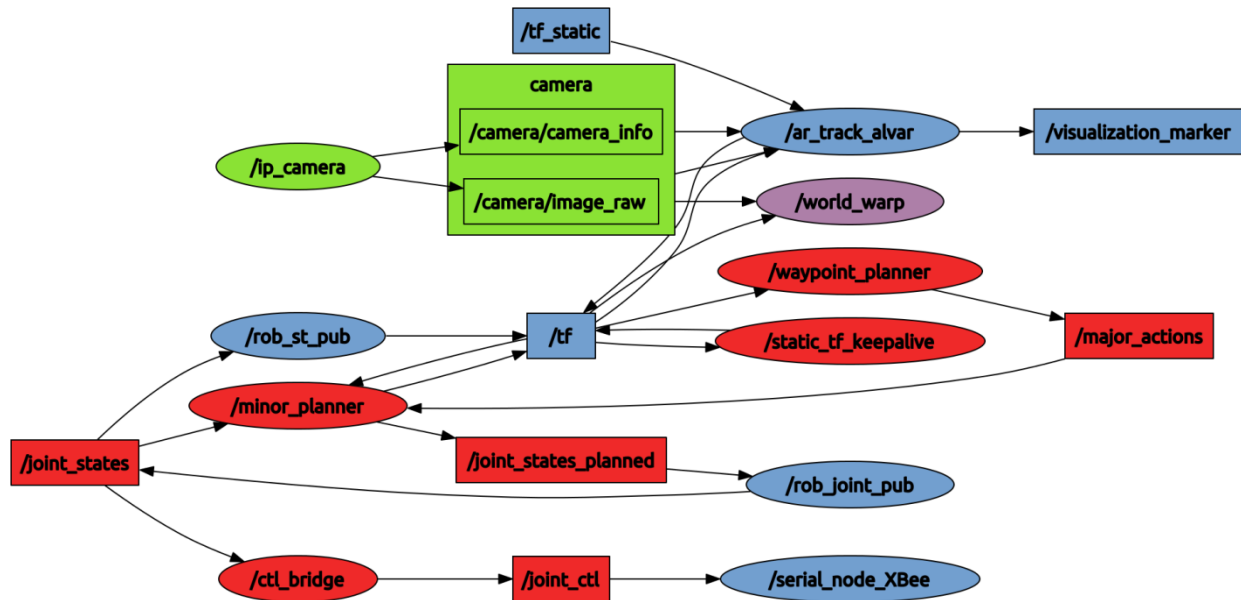 /tf_static
camera
/camera/camera_info
/ar_track_alvar
/visualization_marker
/ip_camera
/camera/image_raw
/world_warp
/waypoint_planner
/rob_st_pub
/tf
/static_tf_keepalive
/major_actions
/minor_planner
/joint_states
/joint_states_planned
/rob_joint_pub
/ctl_bridge
/joint_ctl
/serial_node_XBee